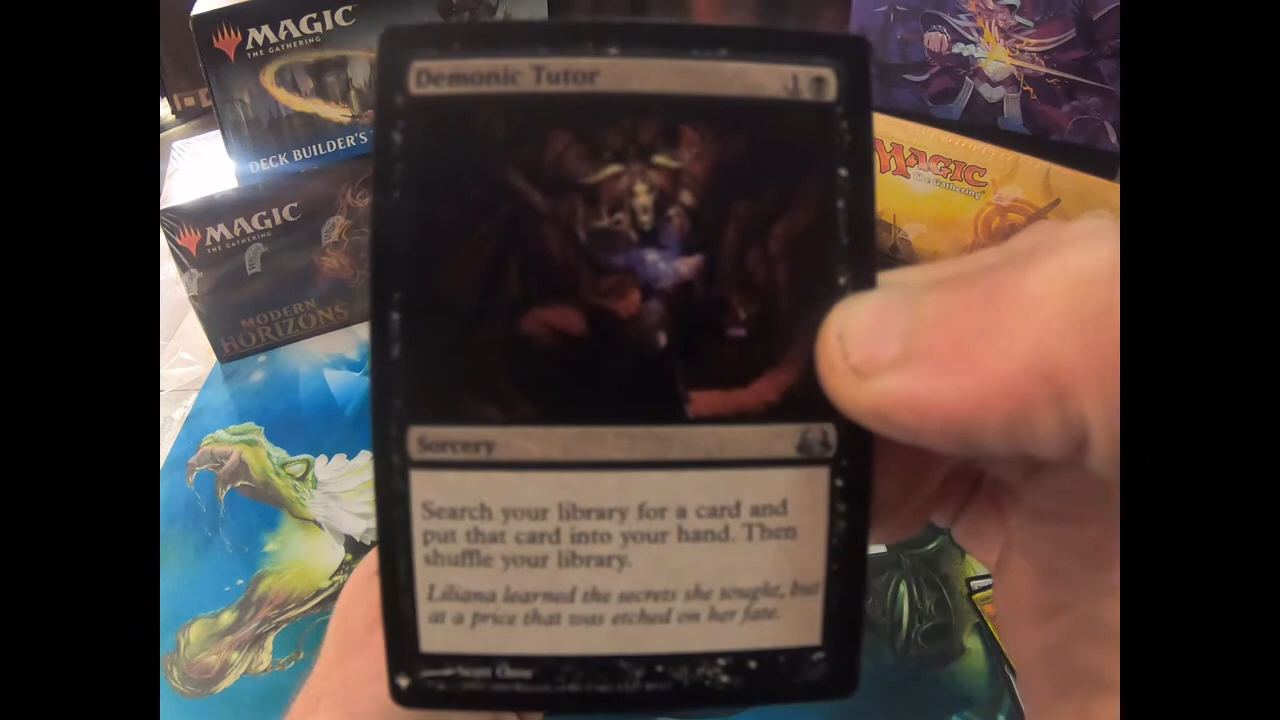 MAGIC
THE GATHERING
DECK BUILDER'S
MAGIC
THE GATHERING
MODERN
HORIZONS
MAGIC
The Gathering
Demonic Tutor
1
Sorcery
Search your library for a card and
put that card into your hand. Then
shuffle your library.
Liliana learned the secrets she sought, but
at a price that was etched on her fate.